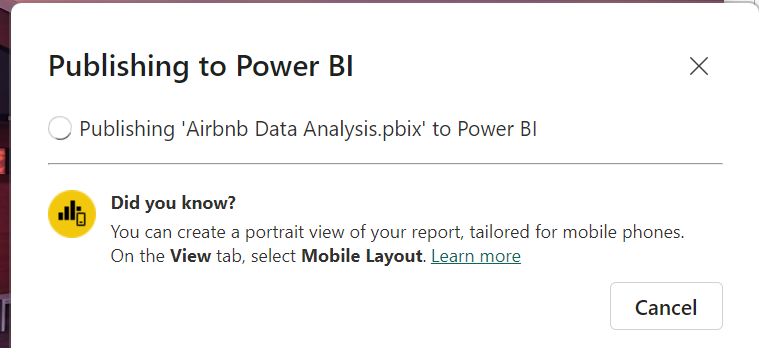 Publishing to Power BI
Publishing 'Airbnb Data Analysis.pbix' to Power BI
Did you know?
You can create a portrait view of your report, tailored for mobile phones.
On the View tab, select Mobile Layout. Learn more
Cancel